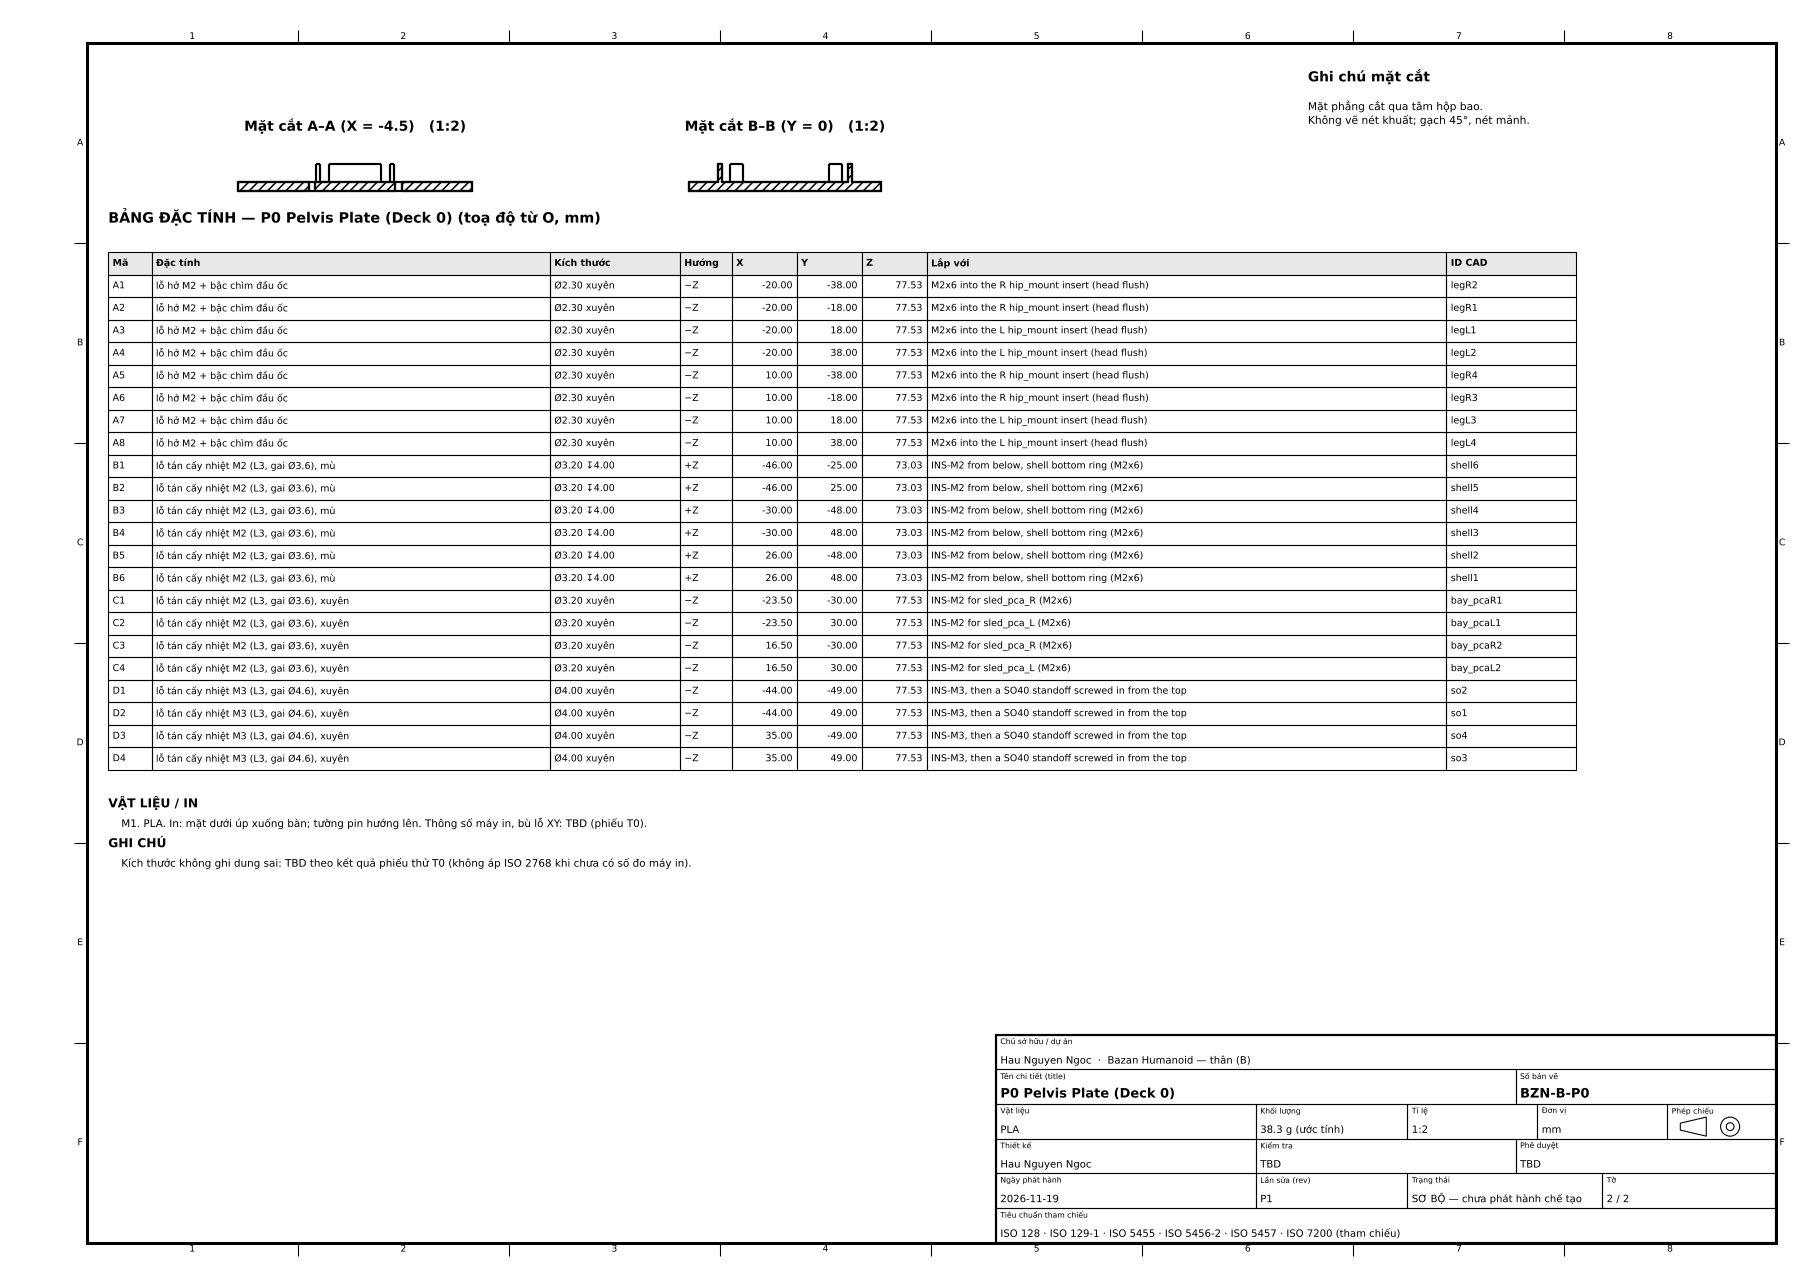 1 2 3 4 5 6 7 8
Ghi chú mặt cắt
Mặt phẳng cắt qua tâm hộp bao.
Không vẽ nét khuất; gạch 45°, nét mảnh.
Mặt cắt A–A (X = -4.5) (1:2)
Mặt cắt B–B (Y = 0) (1:2)
A A
BẢNG ĐẶC TÍNH — P0 Pelvis Plate (Deck 0) (toạ độ từ O, mm)
Mã Đặc tính Kích thước Hướng X Y Z Lắp với ID CAD
A1 lỗ hở M2 + bậc chìm đầu ốc Ø2.30 xuyên −Z -20.00 -38.00 77.53 M2x6 into the R hip_mount insert (head flush) legR2
A2 lỗ hở M2 + bậc chìm đầu ốc Ø2.30 xuyên −Z -20.00 -18.00 77.53 M2x6 into the R hip_mount insert (head flush) legR1
A3 lỗ hở M2 + bậc chìm đầu ốc Ø2.30 xuyên −Z -20.00 18.00 77.53 M2x6 into the L hip_mount insert (head flush) legL1
B B
A4 lỗ hở M2 + bậc chìm đầu ốc Ø2.30 xuyên −Z -20.00 38.00 77.53 M2x6 into the L hip_mount insert (head flush) legL2
A5 lỗ hở M2 + bậc chìm đầu ốc Ø2.30 xuyên −Z 10.00 -38.00 77.53 M2x6 into the R hip_mount insert (head flush) legR4
A6 lỗ hở M2 + bậc chìm đầu ốc Ø2.30 xuyên −Z 10.00 -18.00 77.53 M2x6 into the R hip_mount insert (head flush) legR3
A7 lỗ hở M2 + bậc chìm đầu ốc Ø2.30 xuyên −Z 10.00 18.00 77.53 M2x6 into the L hip_mount insert (head flush) legL3
A8 lỗ hở M2 + bậc chìm đầu ốc Ø2.30 xuyên −Z 10.00 38.00 77.53 M2x6 into the L hip_mount insert (head flush) legL4
B1 lỗ tán cấy nhiệt M2 (L3, gai Ø3.6), mù Ø3.20 ↧4.00 +Z -46.00 -25.00 73.03 INS-M2 from below, shell bottom ring (M2x6) shell6
B2 lỗ tán cấy nhiệt M2 (L3, gai Ø3.6), mù Ø3.20 ↧4.00 +Z -46.00 25.00 73.03 INS-M2 from below, shell bottom ring (M2x6) shell5
B3 lỗ tán cấy nhiệt M2 (L3, gai Ø3.6), mù Ø3.20 ↧4.00 +Z -30.00 -48.00 73.03 INS-M2 from below, shell bottom ring (M2x6) shell4
B4 lỗ tán cấy nhiệt M2 (L3, gai Ø3.6), mù Ø3.20 ↧4.00 +Z -30.00 48.00 73.03 INS-M2 from below, shell bottom ring (M2x6) shell3
C C
B5 lỗ tán cấy nhiệt M2 (L3, gai Ø3.6), mù Ø3.20 ↧4.00 +Z 26.00 -48.00 73.03 INS-M2 from below, shell bottom ring (M2x6) shell2
B6 lỗ tán cấy nhiệt M2 (L3, gai Ø3.6), mù Ø3.20 ↧4.00 +Z 26.00 48.00 73.03 INS-M2 from below, shell bottom ring (M2x6) shell1
C1 lỗ tán cấy nhiệt M2 (L3, gai Ø3.6), xuyên Ø3.20 xuyên −Z -23.50 -30.00 77.53 INS-M2 for sled_pca_R (M2x6) bay_pcaR1
C2 lỗ tán cấy nhiệt M2 (L3, gai Ø3.6), xuyên Ø3.20 xuyên −Z -23.50 30.00 77.53 INS-M2 for sled_pca_L (M2x6) bay_pcaL1
C3 lỗ tán cấy nhiệt M2 (L3, gai Ø3.6), xuyên Ø3.20 xuyên −Z 16.50 -30.00 77.53 INS-M2 for sled_pca_R (M2x6) bay_pcaR2
C4 lỗ tán cấy nhiệt M2 (L3, gai Ø3.6), xuyên Ø3.20 xuyên −Z 16.50 30.00 77.53 INS-M2 for sled_pca_L (M2x6) bay_pcaL2
D1 lỗ tán cấy nhiệt M3 (L3, gai Ø4.6), xuyên Ø4.00 xuyên −Z -44.00 -49.00 77.53 INS-M3, then a SO40 standoff screwed in from the top so2
D2 lỗ tán cấy nhiệt M3 (L3, gai Ø4.6), xuyên Ø4.00 xuyên −Z -44.00 49.00 77.53 INS-M3, then a SO40 standoff screwed in from the top so1
D3 lỗ tán cấy nhiệt M3 (L3, gai Ø4.6), xuyên Ø4.00 xuyên −Z 35.00 -49.00 77.53 INS-M3, then a SO40 standoff screwed in from the top so4
D D
D4 lỗ tán cấy nhiệt M3 (L3, gai Ø4.6), xuyên Ø4.00 xuyên −Z 35.00 49.00 77.53 INS-M3, then a SO40 standoff screwed in from the top so3
VẬT LIỆU / IN
M1. PLA. In: mặt dưới úp xuống bàn; tường pin hướng lên. Thông số máy in, bù lỗ XY: TBD (phiếu T0).
GHI CHÚ
Kích thước không ghi dung sai: TBD theo kết quả phiếu thử T0 (không áp ISO 2768 khi chưa có số đo máy in).
E E
Chủ sở hữu / dự án
Hau Nguyen Ngoc · Bazan Humanoid — thân (B)
Tên chi tiết (title) Số bản vẽ
P0 Pelvis Plate (Deck 0) BZN-B-P0
Vật liệu Khối lượng Tỉ lệ Đơn vị Phép chiếu
PLA 38.3 g (ước tính) 1:2 mm
F F
Thiết kế Kiểm tra Phê duyệt
Hau Nguyen Ngoc TBD TBD
Ngày phát hành Lần sửa (rev) Trạng thái Tờ
2026-11-19 P1 SƠ BỘ — chưa phát hành chế tạo 2 / 2
Tiêu chuẩn tham chiếu
ISO 128 · ISO 129-1 · ISO 5455 · ISO 5456-2 · ISO 5457 · ISO 7200 (tham chiếu)
1 2 3 4 5 6 7 8